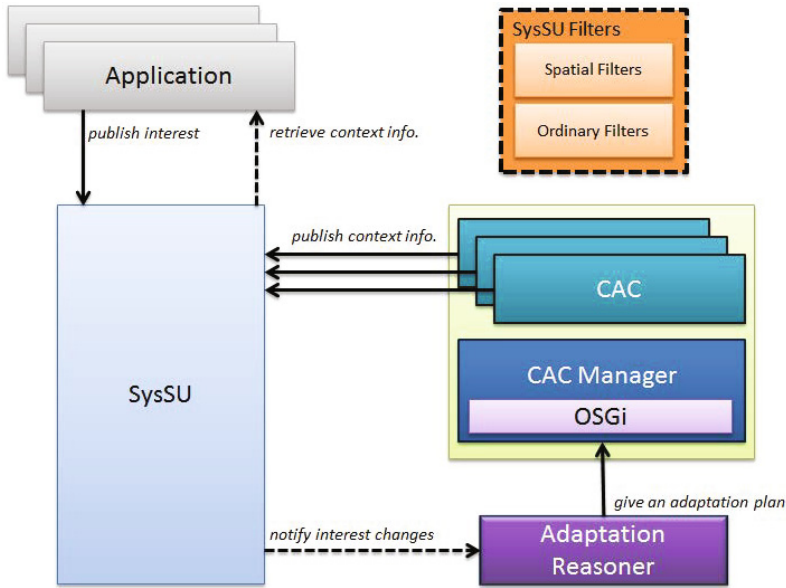 SysSU Filters
Spatial Filters
Ordinary Filters
Application
publish interest
retrieve context info.
publish context info.
CAC
CAC Manager
OSGi
SysSU
give an adaptation plan
notify interest changes
Adaptation
Reasoner